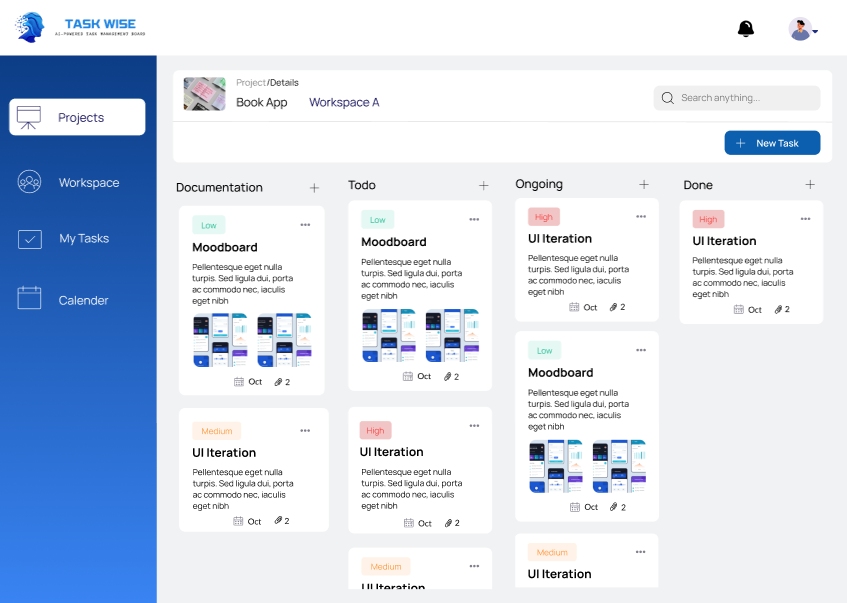 TASK WISE
AI-POWERED TASK MANAGEMENT BOARD
Projects
Workspace
My Tasks
Calender
Project/Details
Book App
Workspace A
Search anything...
New Task
Documentation
Low
Moodboard
Pellentesque eget nulla
turpis. Sed ligula dui, porta
ac commodo nec, iaculis
eget nibh
Oct
2
Medium
UI Iteration
Pellentesque eget nulla
turpis. Sed ligula dui, porta
ac commodo nec, iaculis
eget nibh
Oct
2
Todo
Low
Moodboard
Pellentesque eget nulla
turpis. Sed ligula dui, porta
ac commodo nec, iaculis
eget nibh
Oct
2
High
UI Iteration
Pellentesque eget nulla
turpis. Sed ligula dui, porta
ac commodo nec, iaculis
eget nibh
Oct
2
Medium
UI Iteration
Ongoing
High
UI Iteration
Pellentesque eget nulla
turpis. Sed ligula dui, porta
ac commodo nec, iaculis
eget nibh
Oct
2
Low
Moodboard
Pellentesque eget nulla
turpis. Sed ligula dui, porta
ac commodo nec, iaculis
eget nibh
Oct
2
Medium
UI Iteration
Done
High
UI Iteration
Pellentesque eget nulla
turpis. Sed ligula dui, porta
ac commodo nec, iaculis
eget nibh
Oct
2